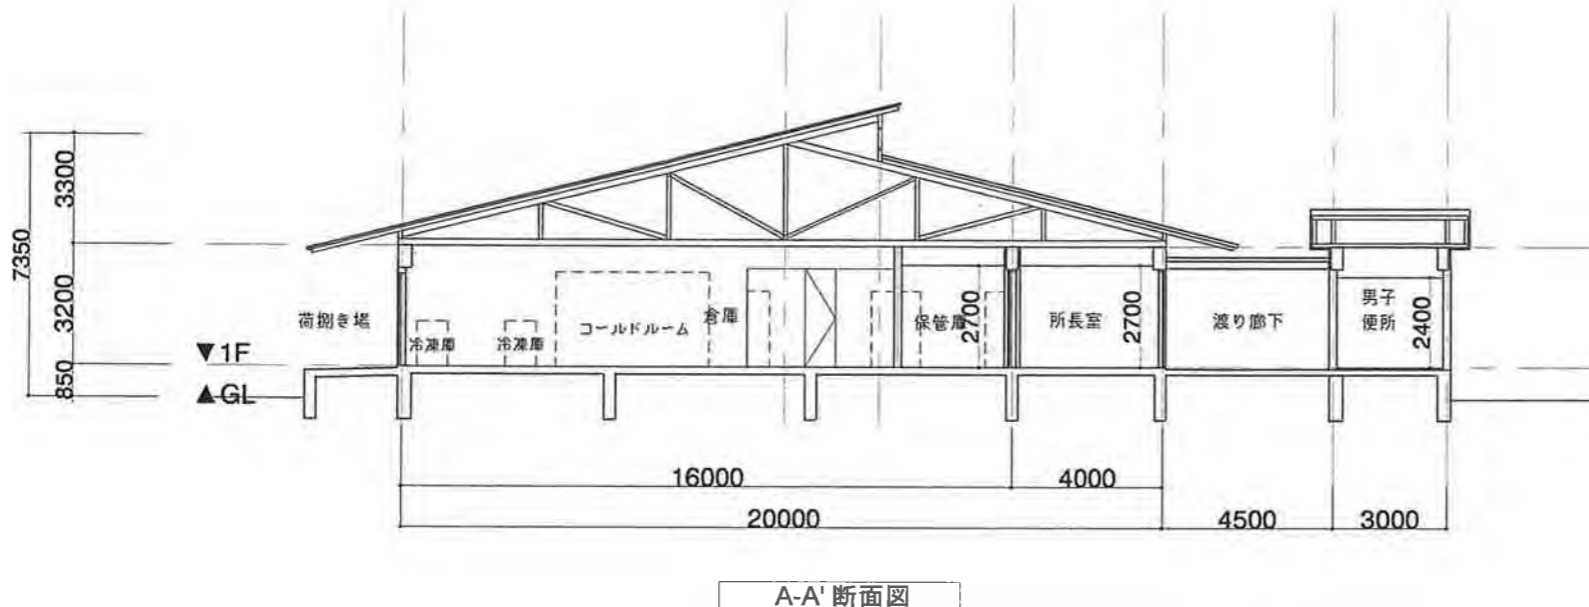 3300
7350
3200
850
▼1F
▲GL
荷捌き場
冷凍庫
冷凍庫
コールドルーム
倉庫
保管庫
2700
所長室
2700
渡り廊下
男子
便所
2400
16000
4000
20000
4500
3000
A-A' 断面図